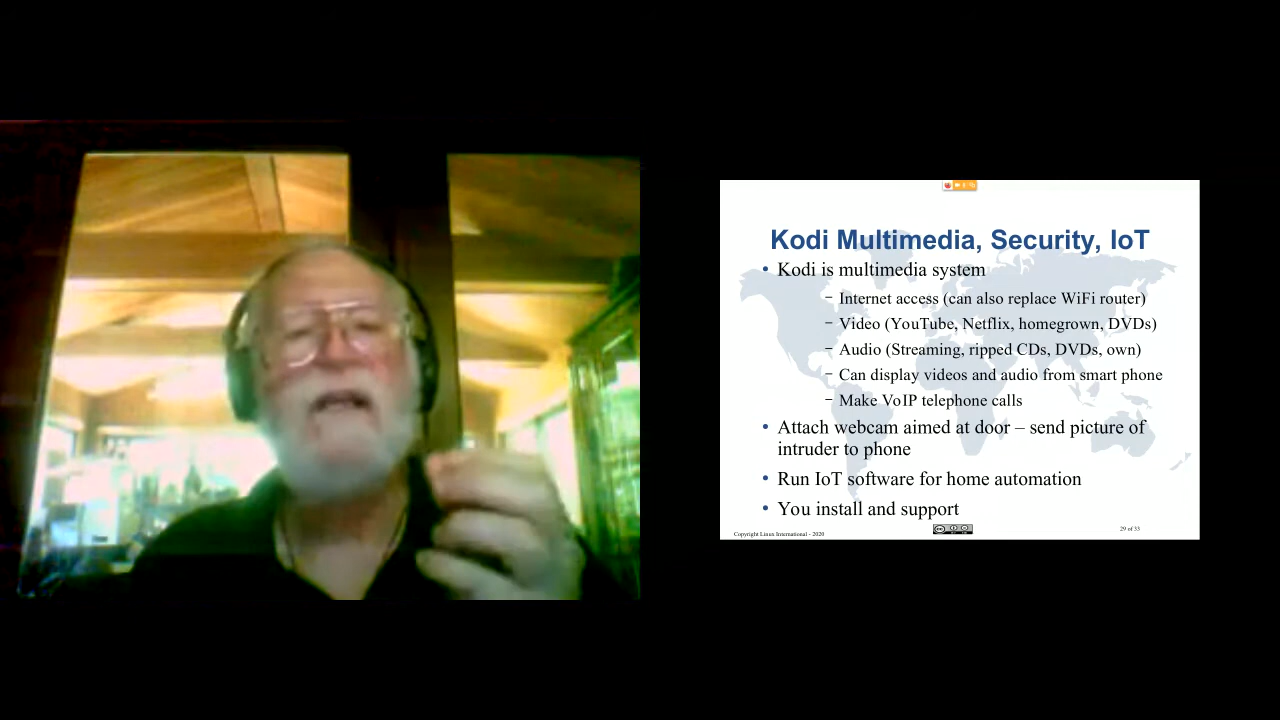 Kodi Multimedia, Security, IoT
• Kodi is multimedia system
– Internet access (can also replace WiFi router)
– Video (YouTube, Netflix, homegrown, DVDs)
– Audio (Streaming, ripped CDs, DVDs, own)
– Can display videos and audio from smart phone
– Make VoIP telephone calls
• Attach webcam aimed at door – send picture of
intruder to phone
• Run IoT software for home automation
• You install and support
Copyright Linux International - 2020
29 of 33